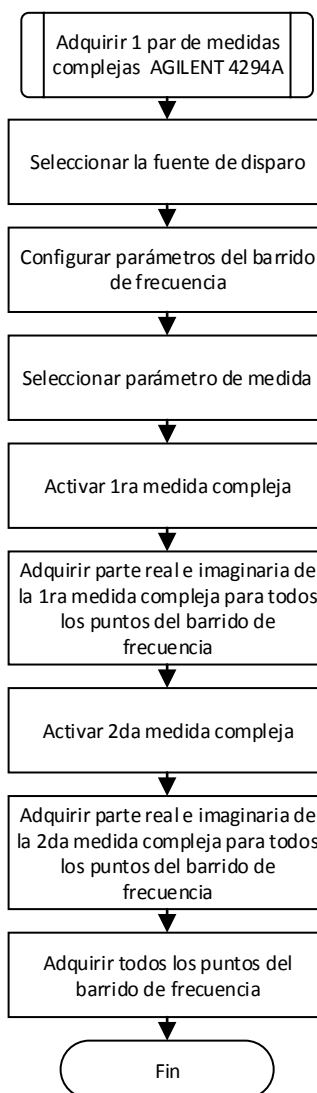 Adquirir 1 par de medidas
complejas AGILENT 4294A
Seleccionar la fuente de disparo
Configurar parámetros del barrido
de frecuencia
Seleccionar parámetro de medida
Activar 1ra medida compleja
Adquirir parte real e imaginaria de
la 1ra medida compleja para todos
los puntos del barrido de
frecuencia
Activar 2da medida compleja
Adquirir parte real e imaginaria de
la 2da medida compleja para todos
los puntos del barrido de
frecuencia
Adquirir todos los puntos del
barrido de frecuencia
Fin